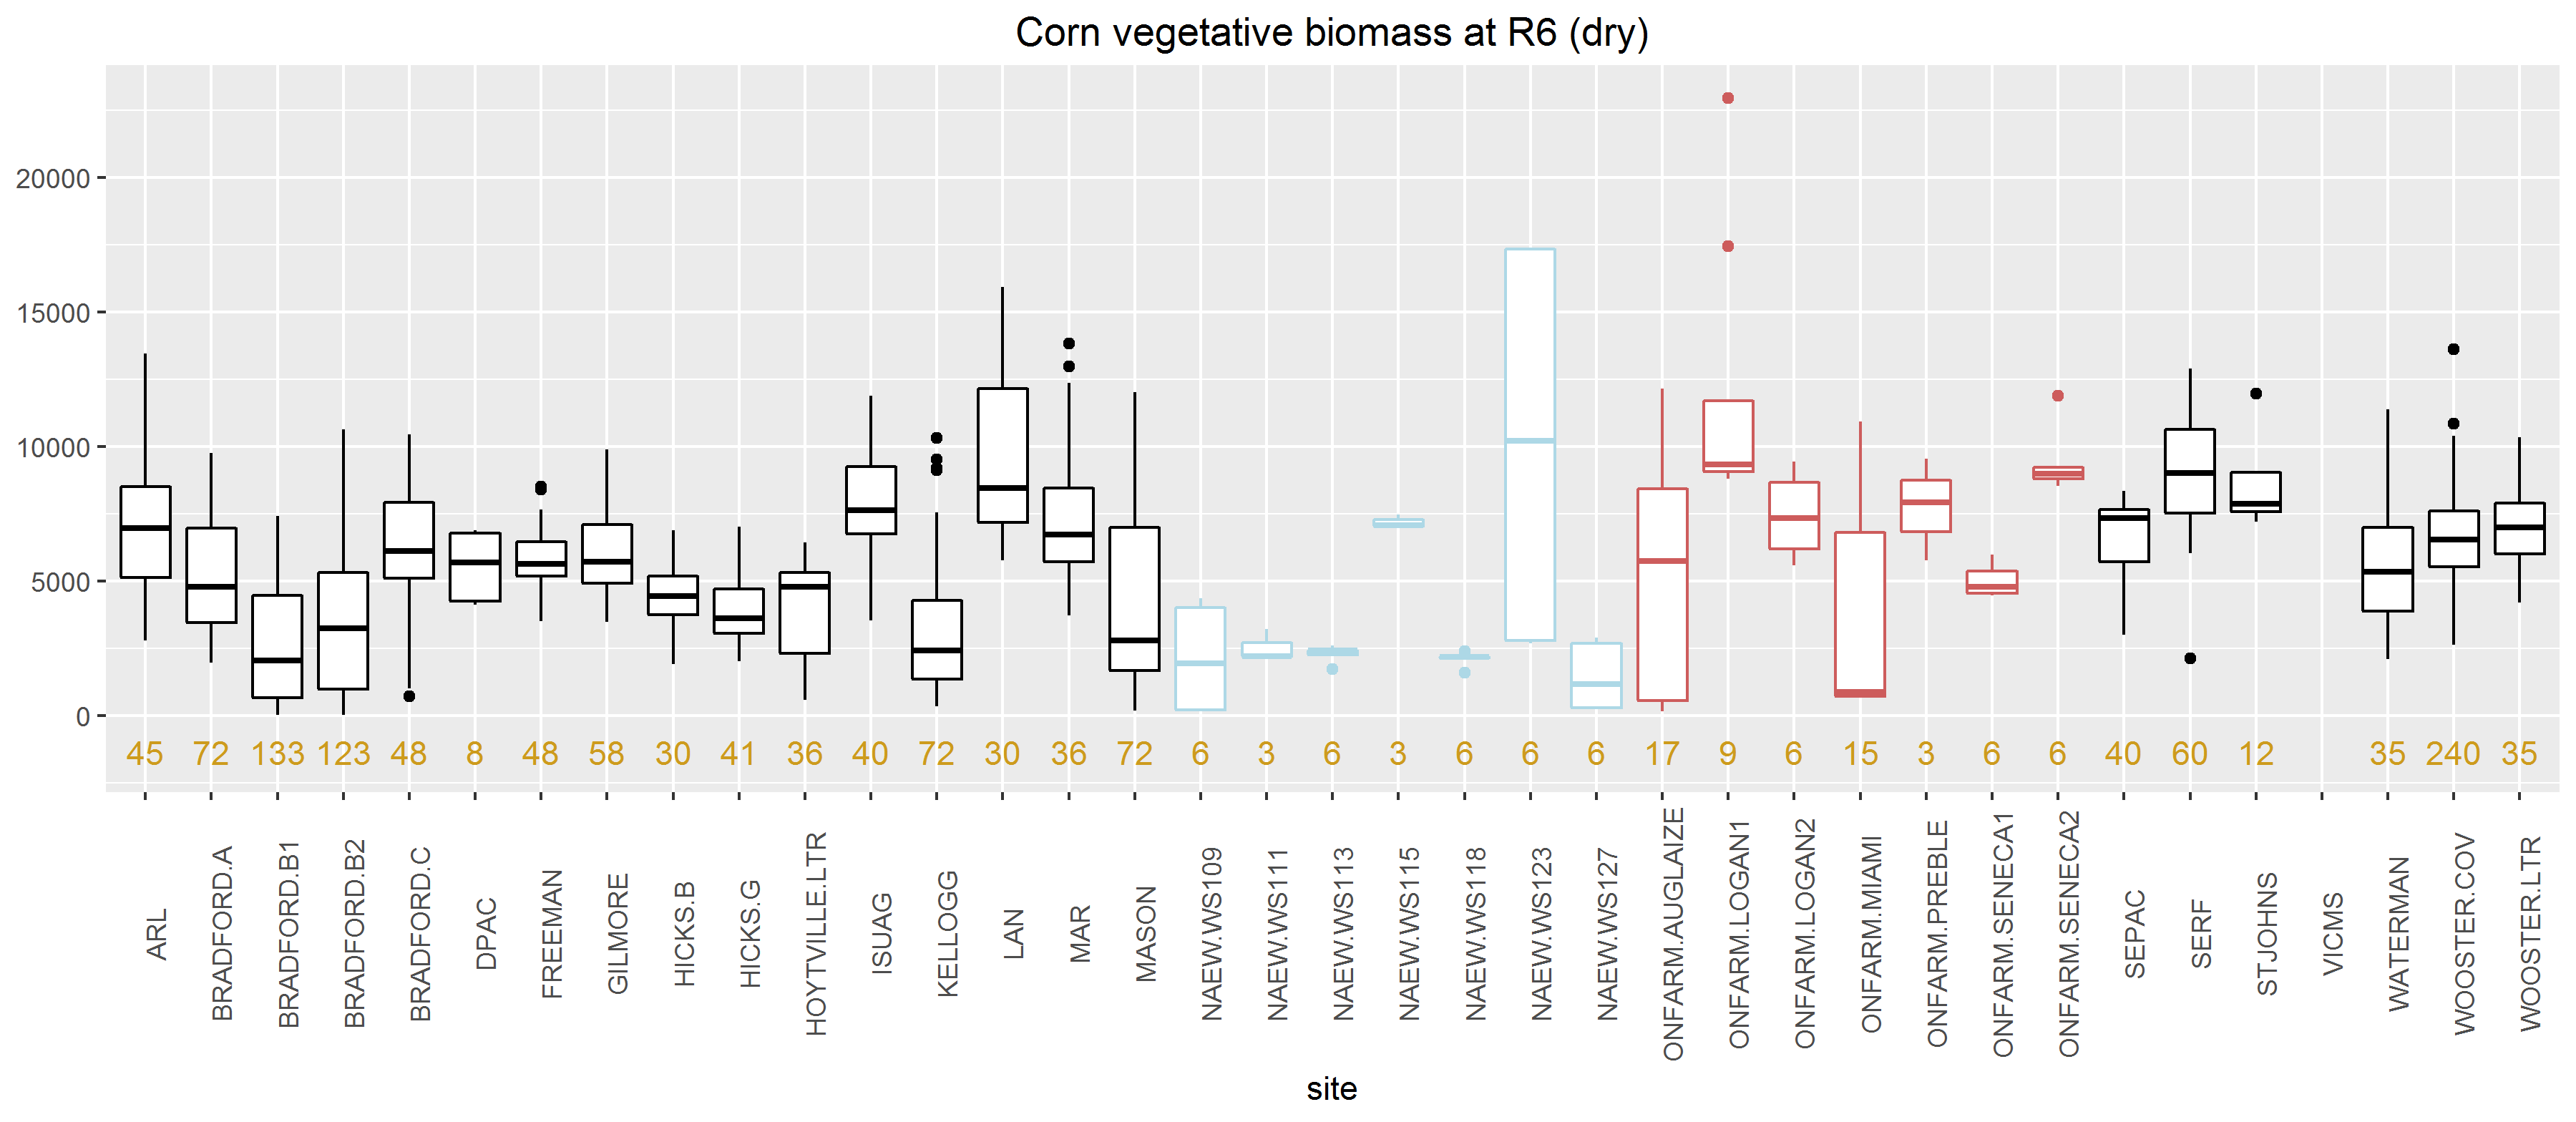 Corn vegetative biomass at R6 (dry)
20000
15000
10000
5000
0
45 72 133 123 48 8 48 58 30 41 36 40 72 30 36 72 6 3 6 3 6 6 6 17 9 6 15 3 6 6 40 60 12 35 240 35
ARL
BRADFORD.A
BRADFORD.B1
BRADFORD.B2
BRADFORD.C
DPAC
FREEMAN
GILMORE
HICKS.B
HICKS.G
HOYTVILLE.LTR
ISUAG
KELLOGG
LAN
MAR
MASON
NAEW.WS109
NAEW.WS111
NAEW.WS113
NAEW.WS115
NAEW.WS118
NAEW.WS123
NAEW.WS127
ONFARM.AUGLAIZE
ONFARM.LOGAN1
ONFARM.LOGAN2
ONFARM.MIAMI
ONFARM.PREBLE
ONFARM.SENECA1
ONFARM.SENECA2
SEPAC
SERF
STJOHNS
VICMS
WATERMAN
WOOSTER.COV
WOOSTER.LTR
site